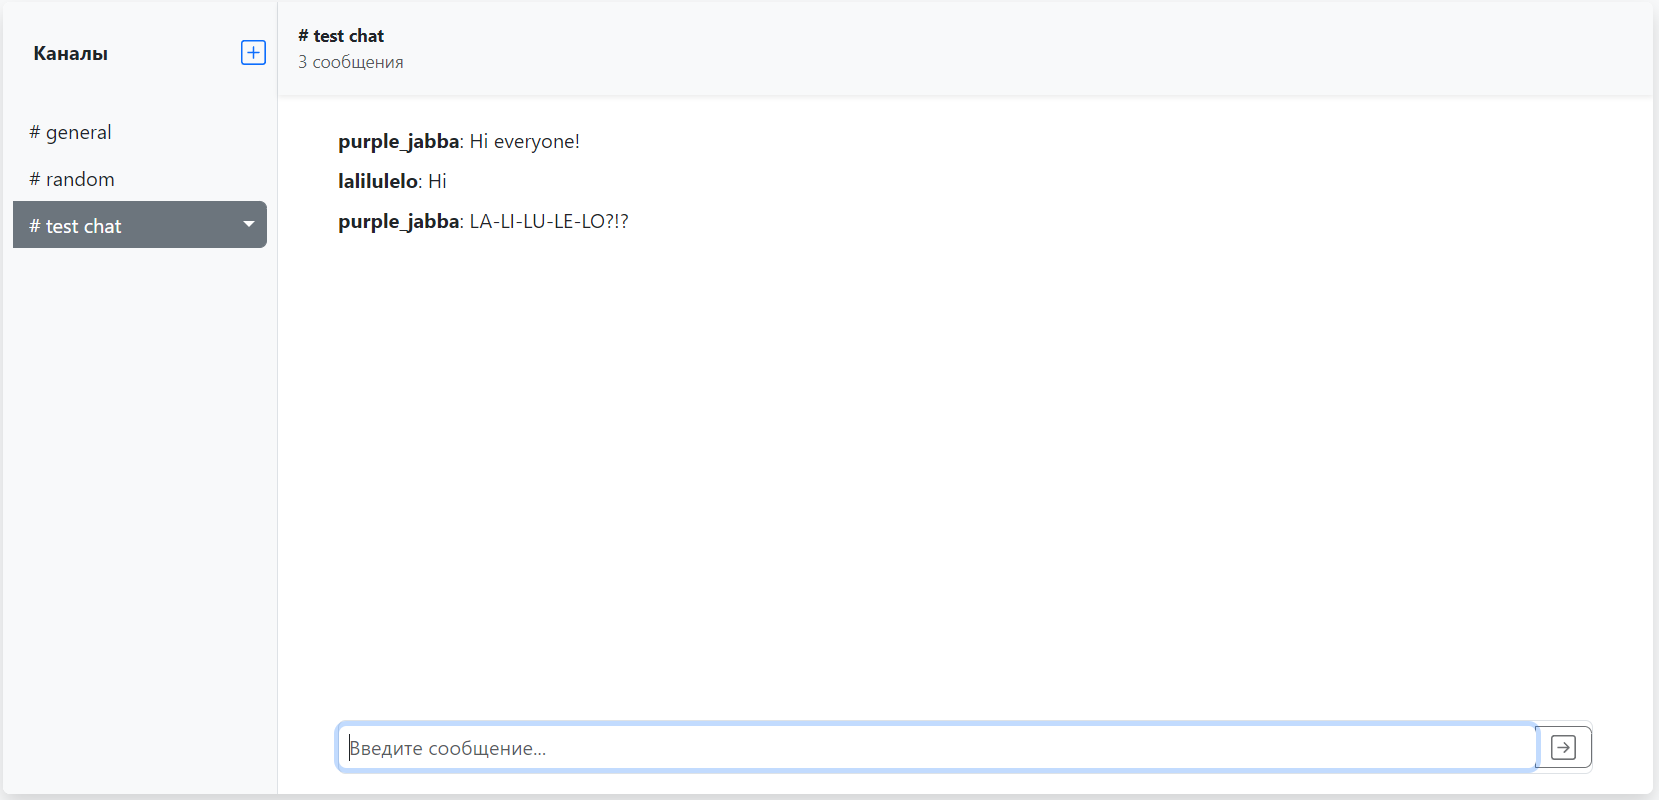 Каналы
# general
# random
# test chat
# test chat
3 сообщения
purple_jabba: Hi everyone!
lalilulelo: Hi
purple_jabba: LA-LI-LU-LE-LO?!?
Введите сообщение...